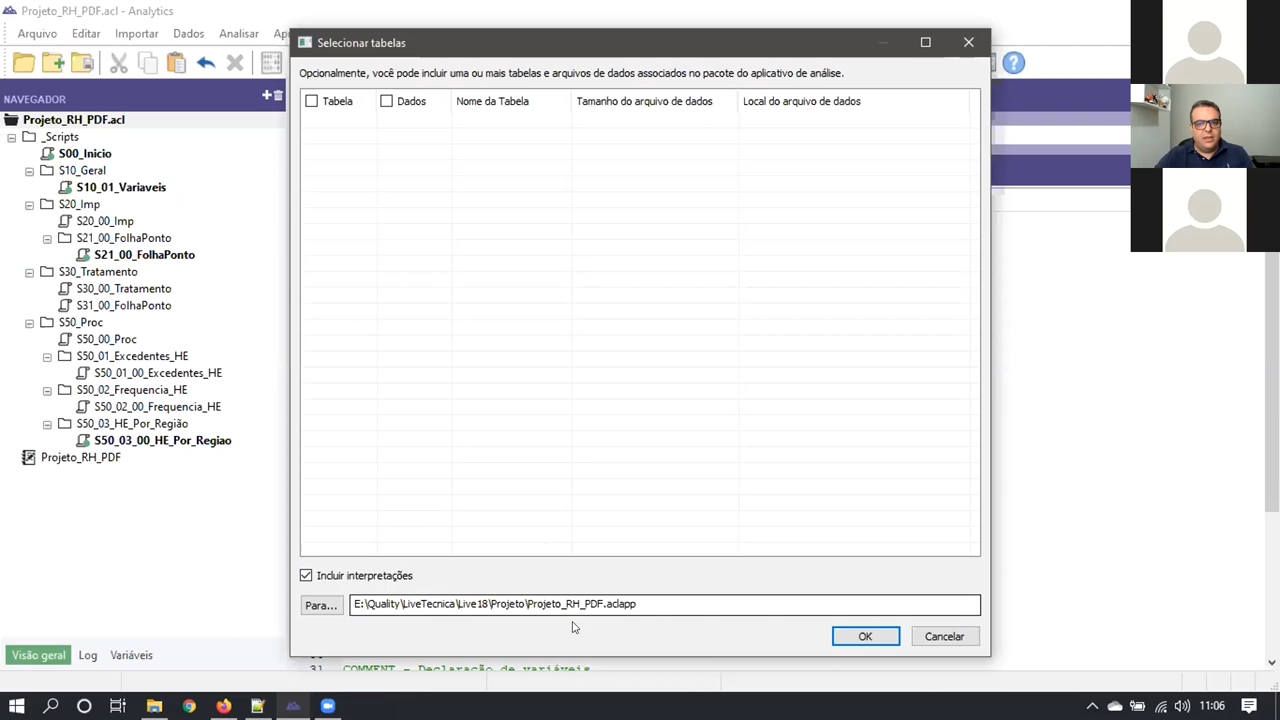 Projeto_RH_PDF.acl - Analytics
Arquivo Editar Importar Dados Analisar
NAVEGADOR
Projeto_RH_PDF.acl
_Scripts
S00_Inicio
S10_Geral
S10_01_Variaveis
S20_Imp
S20_00_Imp
S21_00_FolhaPonto
S21_00_FolhaPonto
S30_Tratamento
S30_00_Tratamento
S31_00_FolhaPonto
S50_Proc
S50_00_Proc
S50_01_Excedentes_HE
S50_01_00_Excedentes_HE
S50_02_Frequencia_HE
S50_02_00_Frequencia_HE
S50_03_HE_Por_Região
S50_03_00_HE_Por_Regiao
Projeto_RH_PDF
Visão geral Log Variáveis
Selecionar tabelas
Opcionalmente, você pode incluir uma ou mais tabelas e arquivos de dados associados no pacote do aplicativo de análise.
Tabela Dados Nome da Tabela Tamanho do arquivo de dados Local do arquivo de dados
Incluir interpretações
Para... E:\Quality\LiveTecnica\Live18\Projeto\Projeto_RH_PDF.aclapp
OK Cancelar
31 COMMENT - Declaração de variáveis
11:06